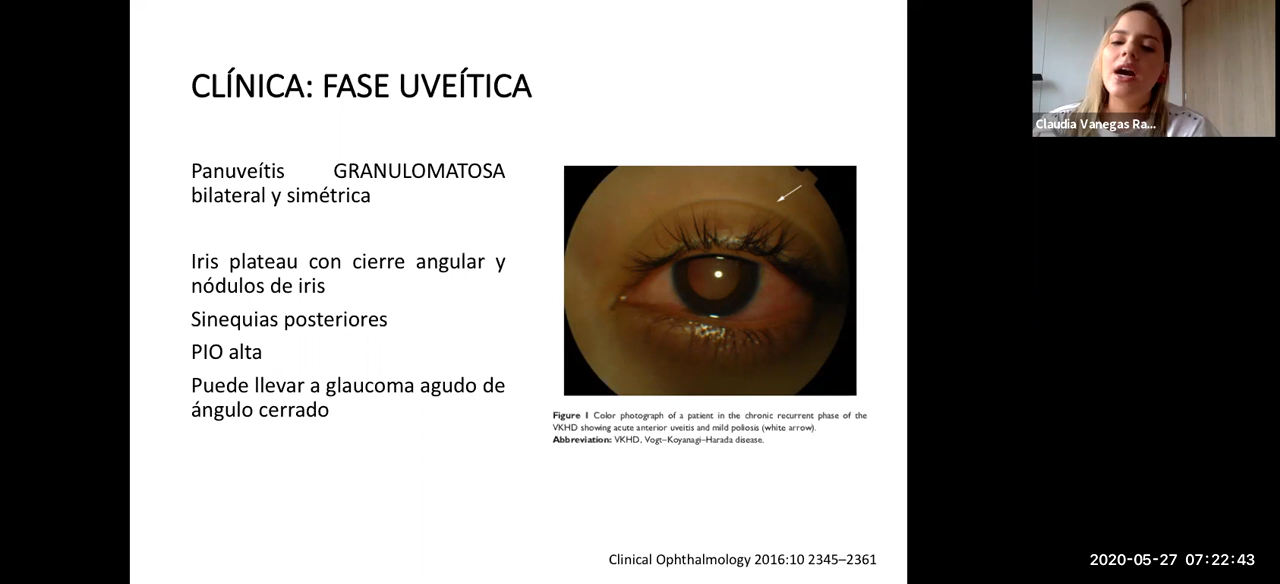 CLÍNICA: FASE UVEÍTICA
Panuveítis GRANULOMATOSA
bilateral y simétrica
Iris plateau con cierre angular y
nódulos de iris
Sinequias posteriores
PIO alta
Puede llevar a glaucoma agudo de
ángulo cerrado
Figure 1 Color photograph of a patient in the chronic recurrent phase of the
VKHD showing acute anterior uveitis and mild poliosis (white arrow).
Abbreviation: VKHD, Vogt–Koyanagi–Harada disease.
Clinical Ophthalmology 2016:10 2345–2361
Claudia Vanegas Ra...
2020-05-27 07:22:43